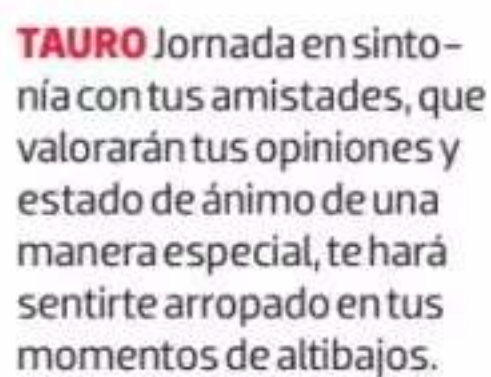 TAURO Jornada en sinto-
nía con tus amistades, que
valorarán tus opiniones y
estado de ánimo de una
manera especial, te hará
sentirte arropado en tus
momentos de altibajos.